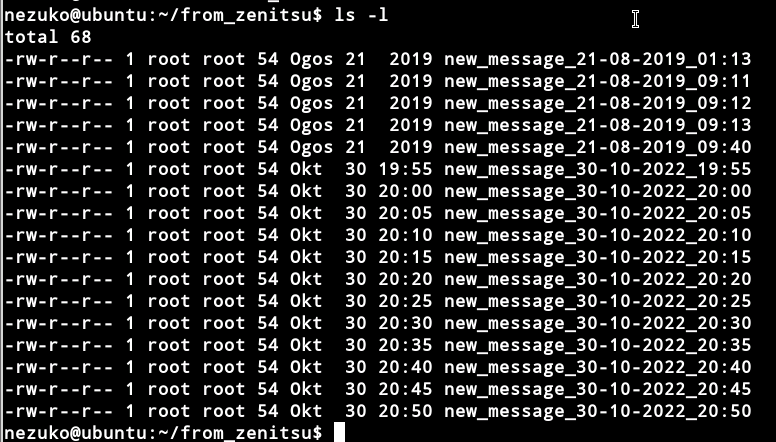 nezuko@ubuntu:~/from_zenitsu$ ls -l
total 68
-rw-r--r-- 1 root root 54 Ogos 21  2019 new_message_21-08-2019_01:13
-rw-r--r-- 1 root root 54 Ogos 21  2019 new_message_21-08-2019_09:11
-rw-r--r-- 1 root root 54 Ogos 21  2019 new_message_21-08-2019_09:12
-rw-r--r-- 1 root root 54 Ogos 21  2019 new_message_21-08-2019_09:13
-rw-r--r-- 1 root root 54 Ogos 21  2019 new_message_21-08-2019_09:40
-rw-r--r-- 1 root root 54 Okt  30 19:55 new_message_30-10-2022_19:55
-rw-r--r-- 1 root root 54 Okt  30 20:00 new_message_30-10-2022_20:00
-rw-r--r-- 1 root root 54 Okt  30 20:05 new_message_30-10-2022_20:05
-rw-r--r-- 1 root root 54 Okt  30 20:10 new_message_30-10-2022_20:10
-rw-r--r-- 1 root root 54 Okt  30 20:15 new_message_30-10-2022_20:15
-rw-r--r-- 1 root root 54 Okt  30 20:20 new_message_30-10-2022_20:20
-rw-r--r-- 1 root root 54 Okt  30 20:25 new_message_30-10-2022_20:25
-rw-r--r-- 1 root root 54 Okt  30 20:30 new_message_30-10-2022_20:30
-rw-r--r-- 1 root root 54 Okt  30 20:35 new_message_30-10-2022_20:35
-rw-r--r-- 1 root root 54 Okt  30 20:40 new_message_30-10-2022_20:40
-rw-r--r-- 1 root root 54 Okt  30 20:45 new_message_30-10-2022_20:45
-rw-r--r-- 1 root root 54 Okt  30 20:50 new_message_30-10-2022_20:50
nezuko@ubuntu:~/from_zenitsu$